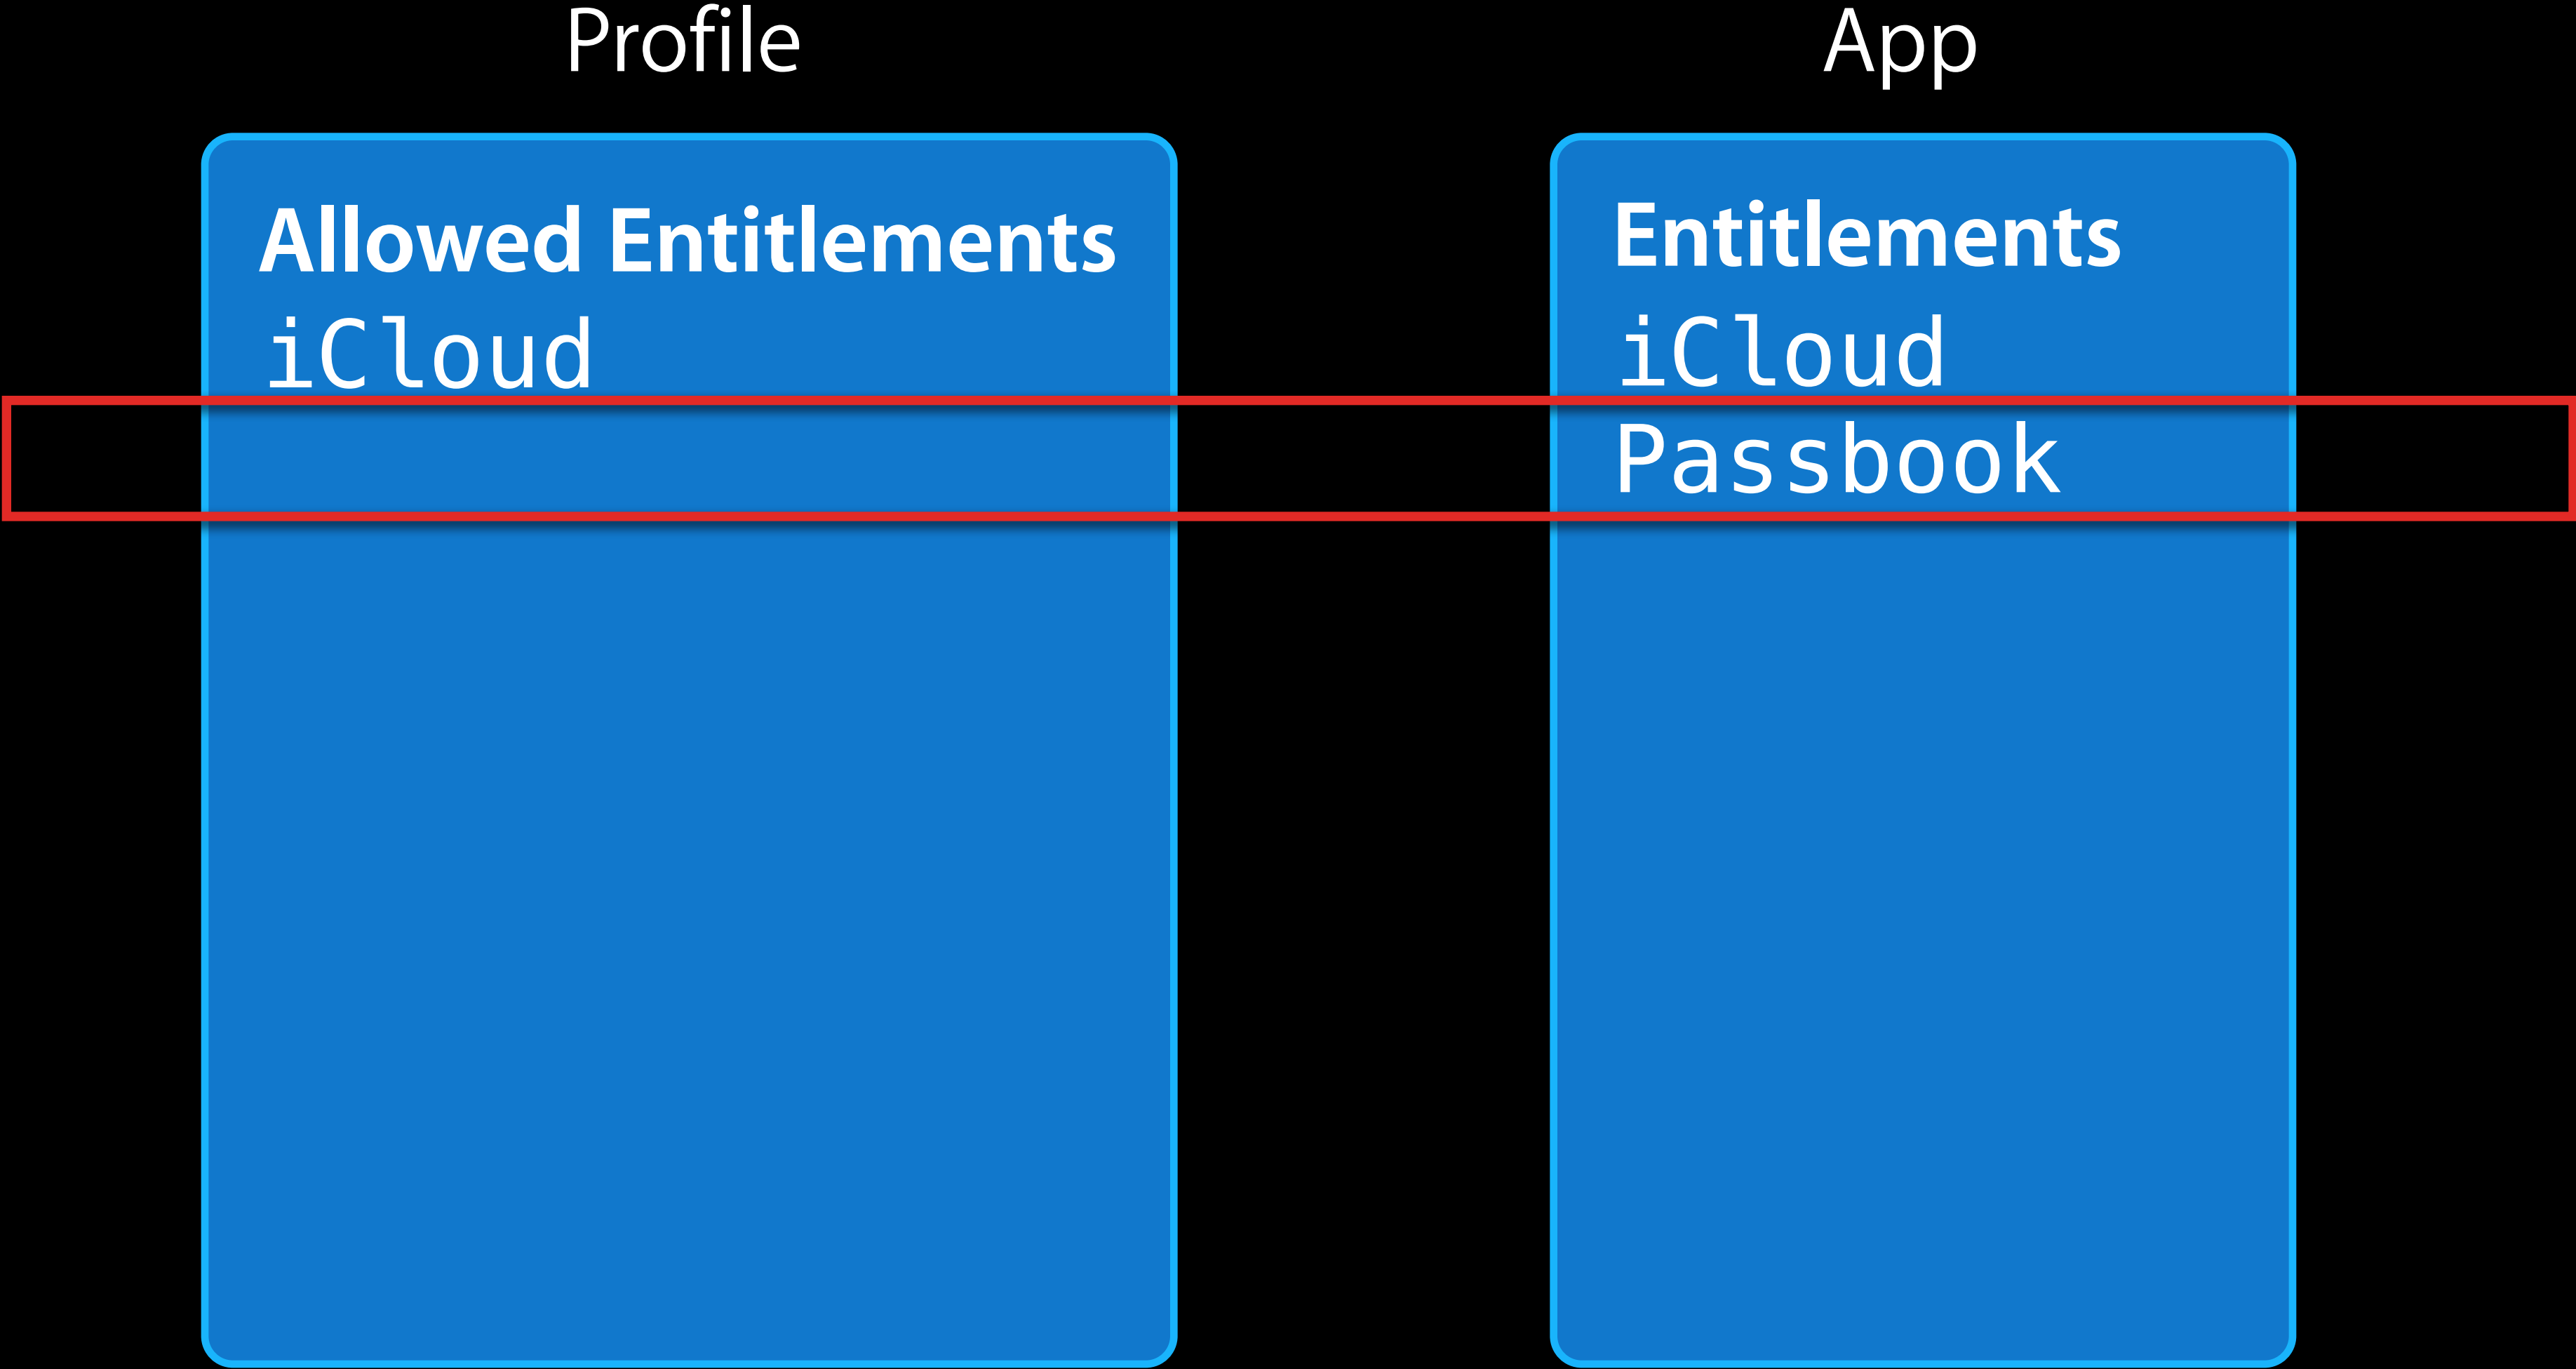 Profile
App
Allowed Entitlements
iCloud
Entitlements
iCloud
Passbook